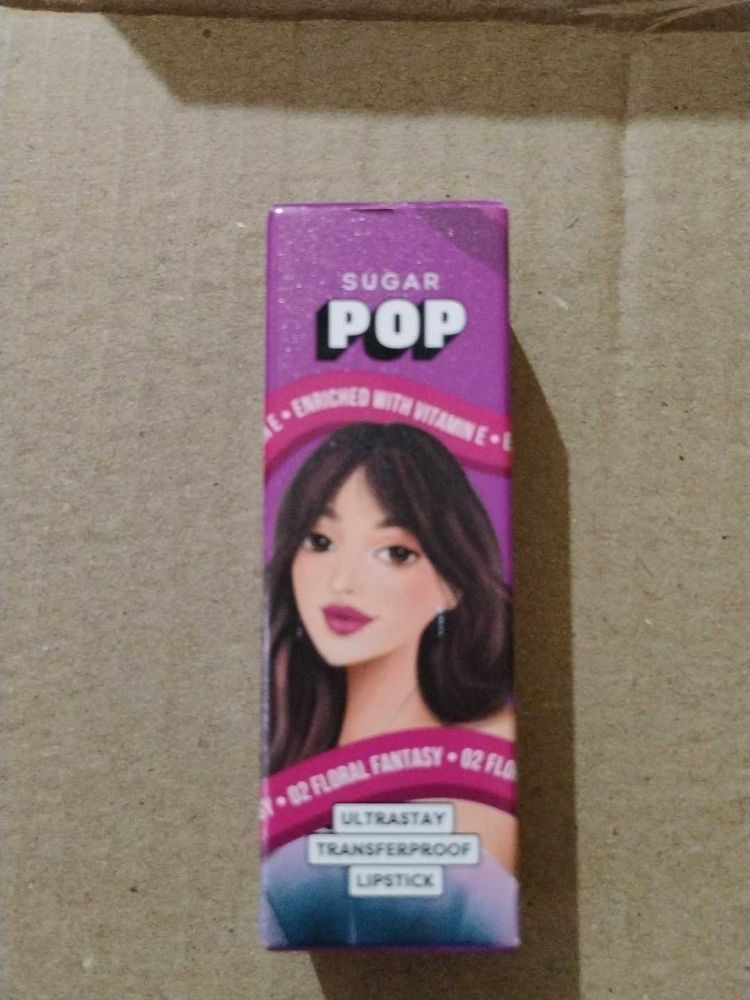 SUGAR
POP
E • ENRICHED WITH VITAMIN E • E
Y • 02 FLORAL FANTASY • 02 FLO
ULTRASTAY
TRANSFERPROOF
LIPSTICK